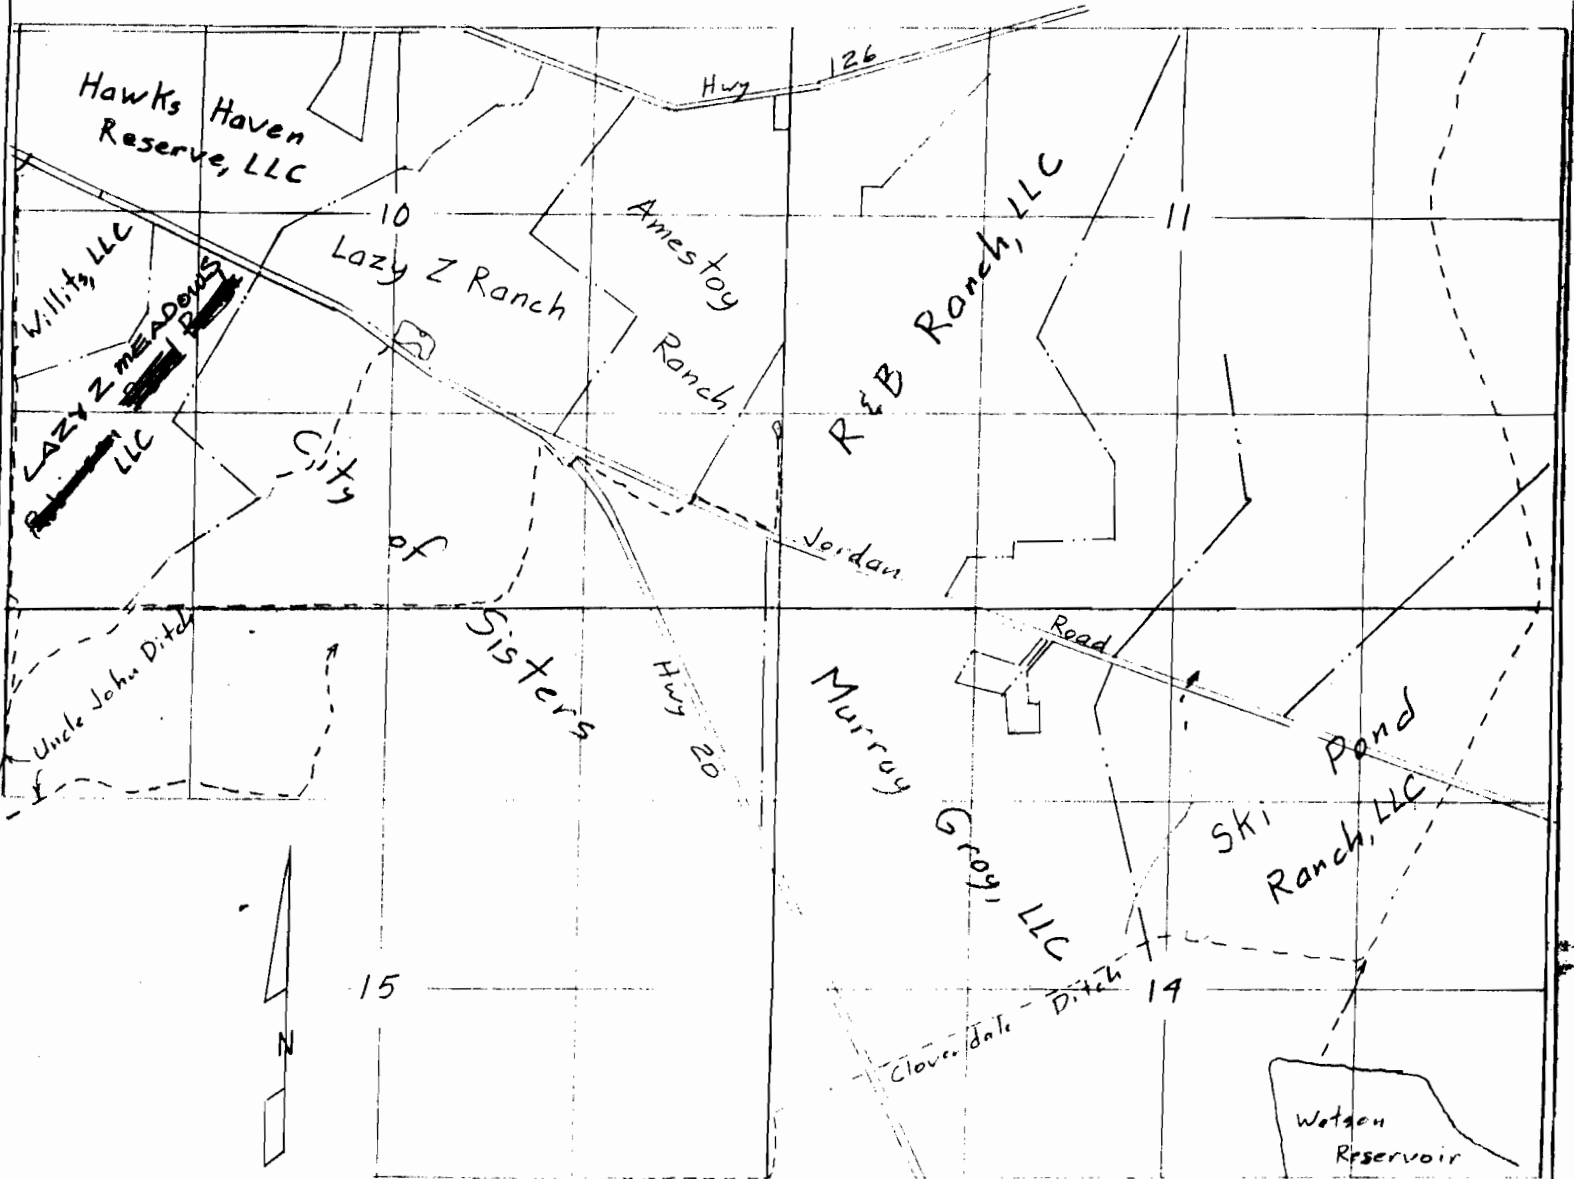 Hwy 126
Hawks Haven
Reserve, LLC
10
11
Willits, LLC
LAZY Z MEADOWS
LLC
Lazy Z Ranch
Amestoy
Ranch
R & B Ranch, LLC
City
of
Sisters
Jordan
Road
Uncle John Ditch
Hwy 20
Murray
Groy, LLC
Ski Pond
Ranch, LLC
15
14
Cloverdale Ditch
N
Watson
Reservoir